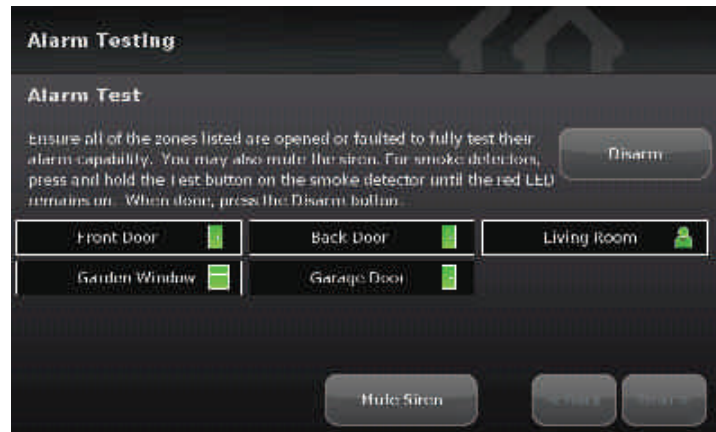 Alarm Testing
Alarm Test
Ensure all of the zones listed are opened or faulted to fully test their
alarm capability. You may also mute the siren. For smoke detectors,
press and hold the Test button on the smoke detector until the red LED
remains on. When done, press the Disarm button.
Disarm
Front Door
Back Door
Living Room
Garden Window
Garage Door
Mute Siren